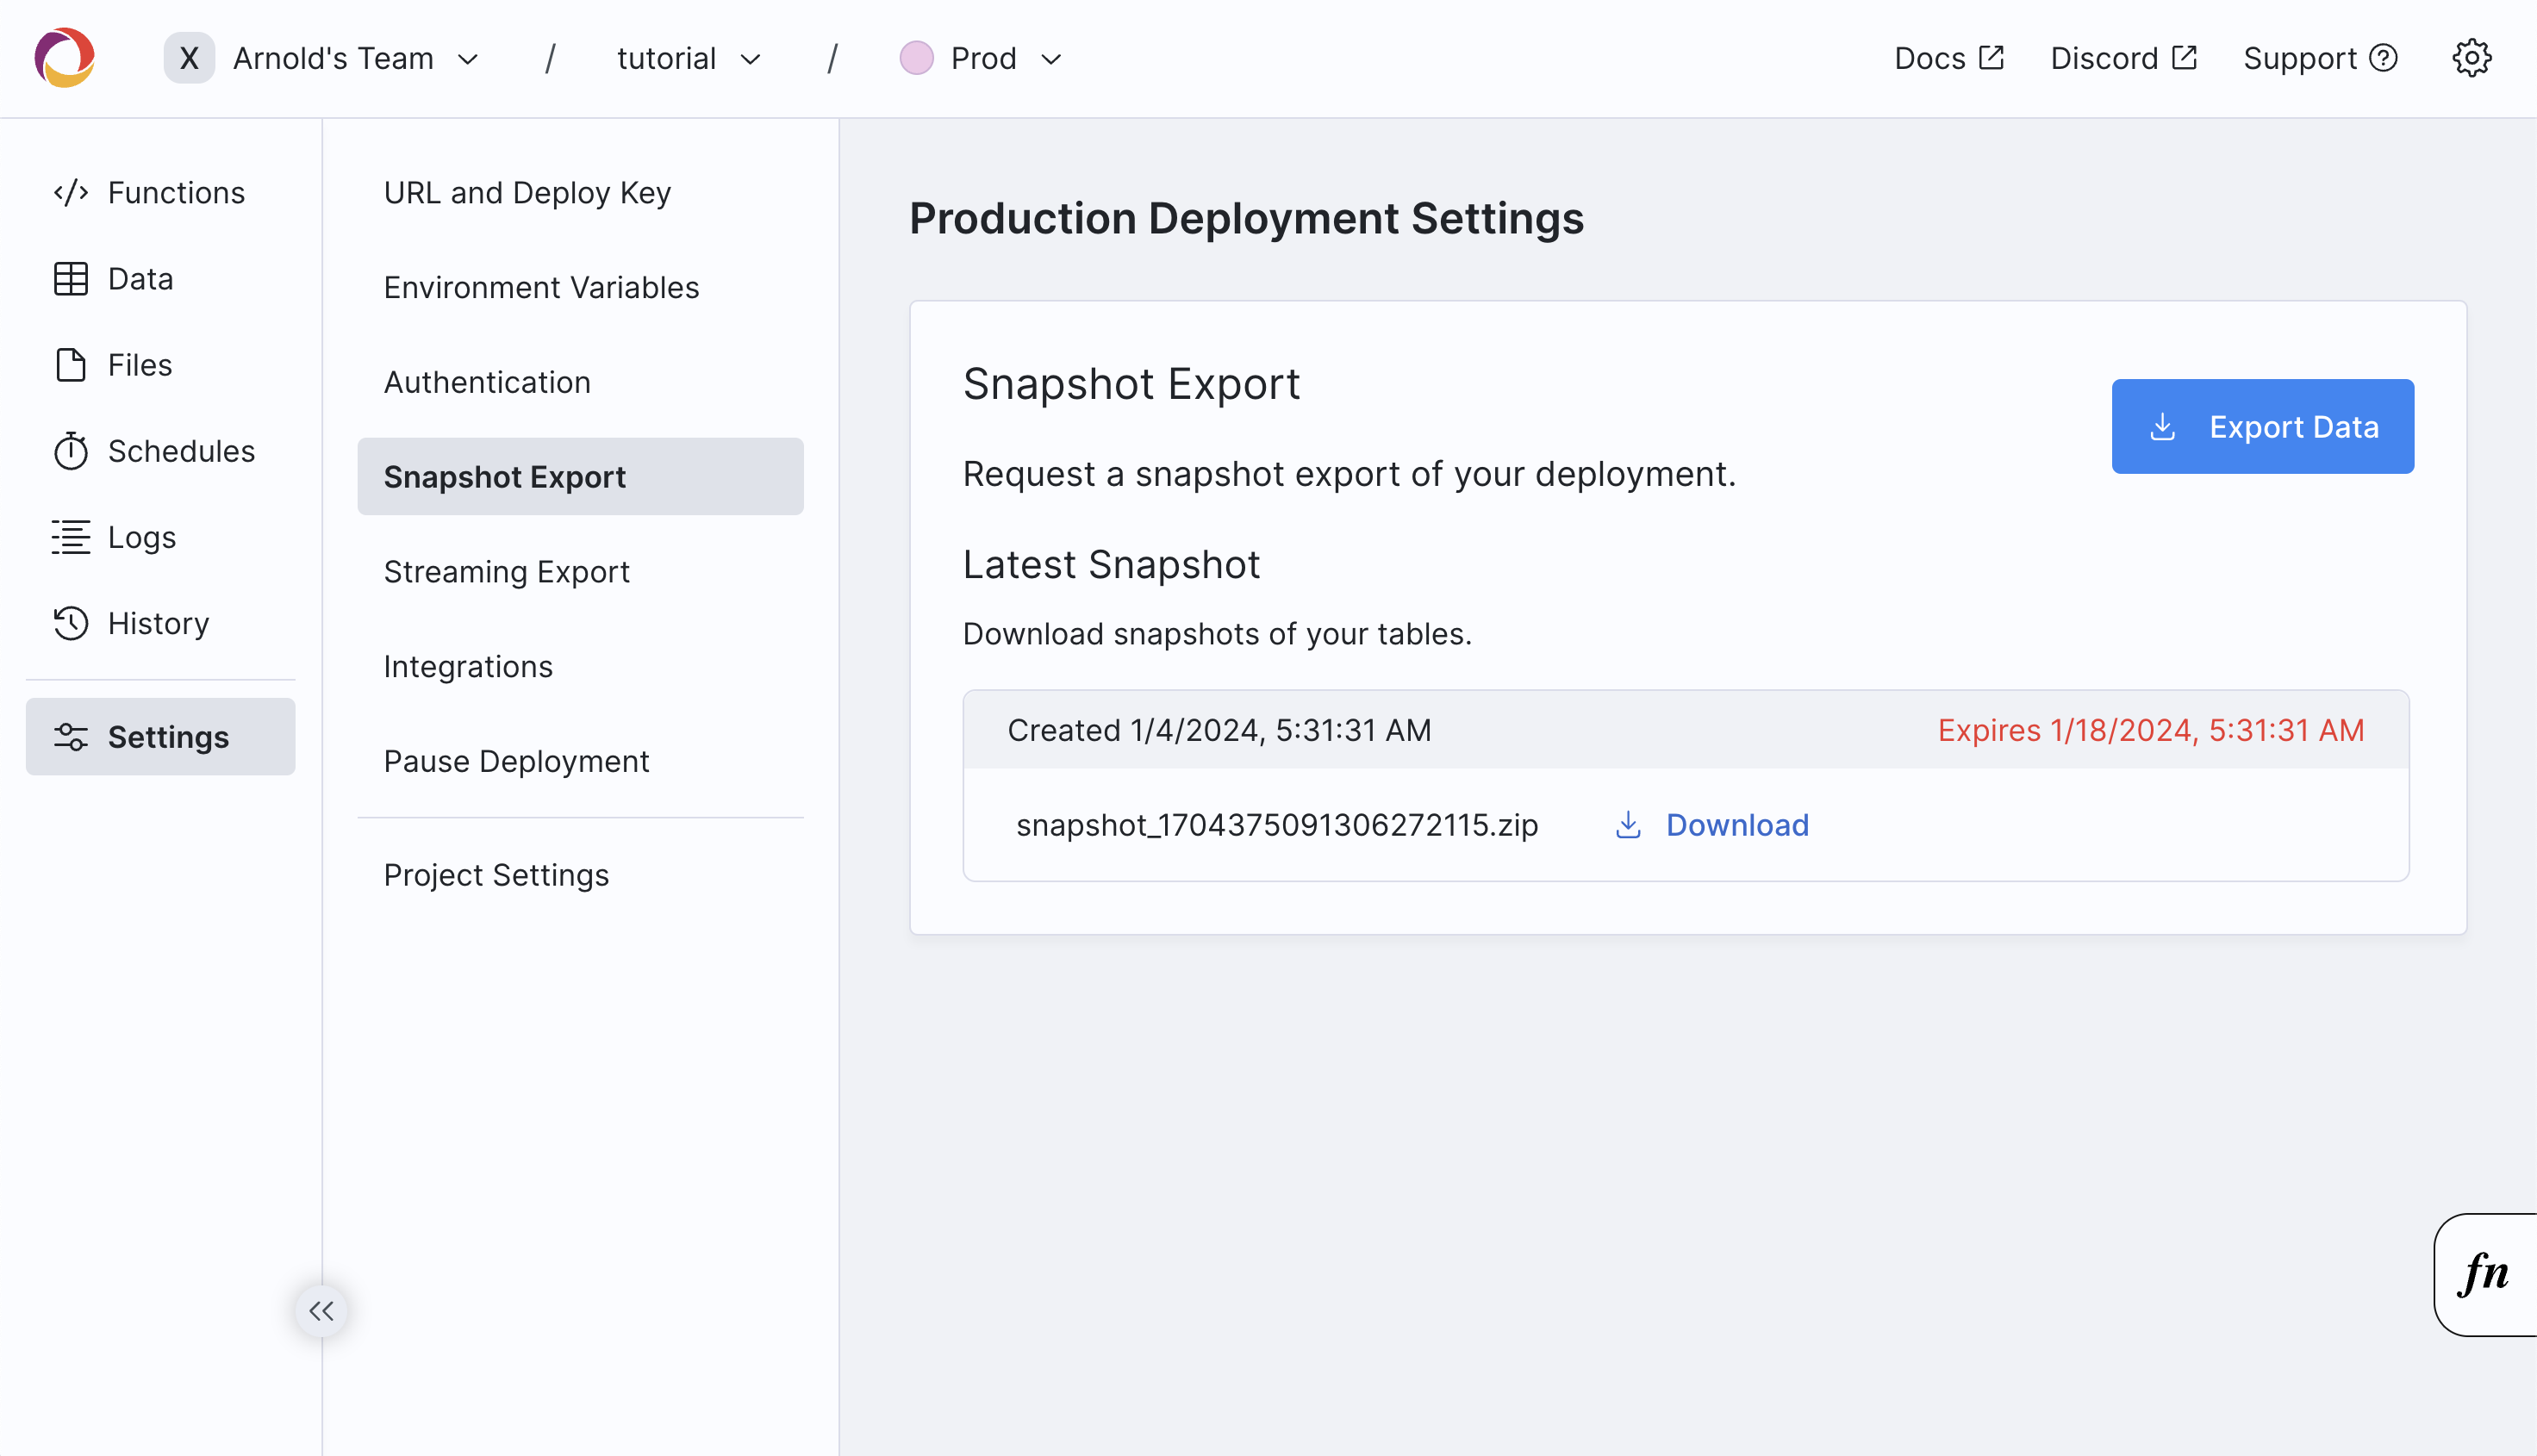 X Arnold's Team / tutorial / Prod Docs Discord Support
Functions
Data
Files
Schedules
Logs
History
Settings
URL and Deploy Key
Environment Variables
Authentication
Snapshot Export
Streaming Export
Integrations
Pause Deployment
Project Settings
Production Deployment Settings
Snapshot Export
Export Data
Request a snapshot export of your deployment.
Latest Snapshot
Download snapshots of your tables.
Created 1/4/2024, 5:31:31 AM Expires 1/18/2024, 5:31:31 AM
snapshot_1704375091306272115.zip Download
fn